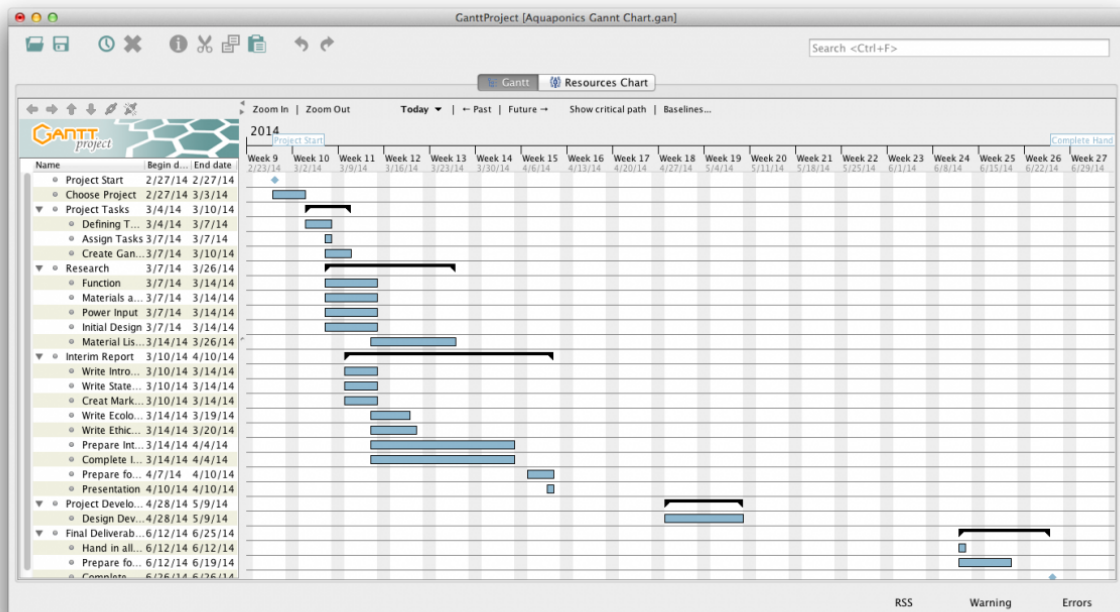 GanttProject [Aquaponics Gannt Chart.gan]
Search <Ctrl+F>
Gantt Resources Chart
Zoom In | Zoom Out Today ▼ | ← Past | Future → Show critical path | Baselines...
GANTT project
2014
Project Start Complete Hand
Name Begin d... End date
Week 9 Week 10 Week 11 Week 12 Week 13 Week 14 Week 15 Week 16 Week 17 Week 18 Week 19 Week 20 Week 21 Week 22 Week 23 Week 24 Week 25 Week 26 Week 27
2/23/14 3/2/14 3/9/14 3/16/14 3/23/14 3/30/14 4/6/14 4/13/14 4/20/14 4/27/14 5/4/14 5/11/14 5/18/14 5/25/14 6/1/14 6/8/14 6/15/14 6/22/14 6/29/14
Project Start 2/27/14 2/27/14
Choose Project 2/27/14 3/3/14
Project Tasks 3/4/14 3/10/14
Defining T... 3/4/14 3/7/14
Assign Tasks 3/7/14 3/7/14
Create Gan... 3/7/14 3/10/14
Research 3/7/14 3/26/14
Function 3/7/14 3/14/14
Materials a... 3/7/14 3/14/14
Power Input 3/7/14 3/14/14
Initial Design 3/7/14 3/14/14
Material Lis... 3/14/14 3/26/14
Interim Report 3/10/14 4/10/14
Write Intro... 3/10/14 3/14/14
Write State... 3/10/14 3/14/14
Creat Mark... 3/10/14 3/14/14
Write Ecolo... 3/14/14 3/19/14
Write Ethic... 3/14/14 3/20/14
Prepare Int... 3/14/14 4/4/14
Complete I... 3/14/14 4/4/14
Prepare fo... 4/7/14 4/10/14
Presentation 4/10/14 4/10/14
Project Develo... 4/28/14 5/9/14
Design Dev... 4/28/14 5/9/14
Final Deliverab... 6/12/14 6/25/14
Hand in all... 6/12/14 6/12/14
Prepare fo... 6/12/14 6/19/14
Complete 6/26/14 6/26/14
RSS Warning Errors